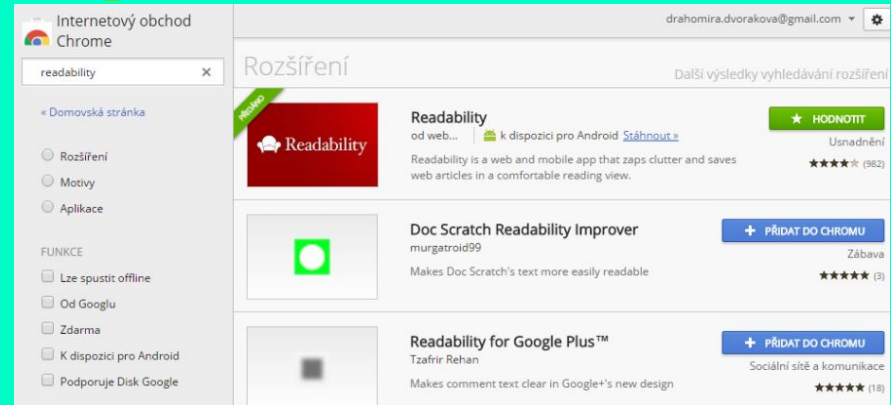 Internetový obchod
Chrome
drahomira.dvorakova@gmail.com
readability
Rozšíření
Další výsledky vyhledávání rozšíření
« Domovská stránka
Rozšíření
Motivy
Aplikace
FUNKCE
Lze spustit offline
Od Googlu
Zdarma
K dispozici pro Android
Podporuje Disk Google
PŘIDÁNO
Readability
Readability
od web... k dispozici pro Android Stáhnout »
Readability is a web and mobile app that zaps clutter and saves
web articles in a comfortable reading view.
HODNOTIT
Usnadnění
(982)
Doc Scratch Readability Improver
murgatroid99
Makes Doc Scratch's text more easily readable
PŘIDAT DO CHROMU
Zábava
(3)
Readability for Google Plus™
Tzafrir Rehan
Makes comment text clear in Google+'s new design
PŘIDAT DO CHROMU
Sociální sítě a komunikace
(18)